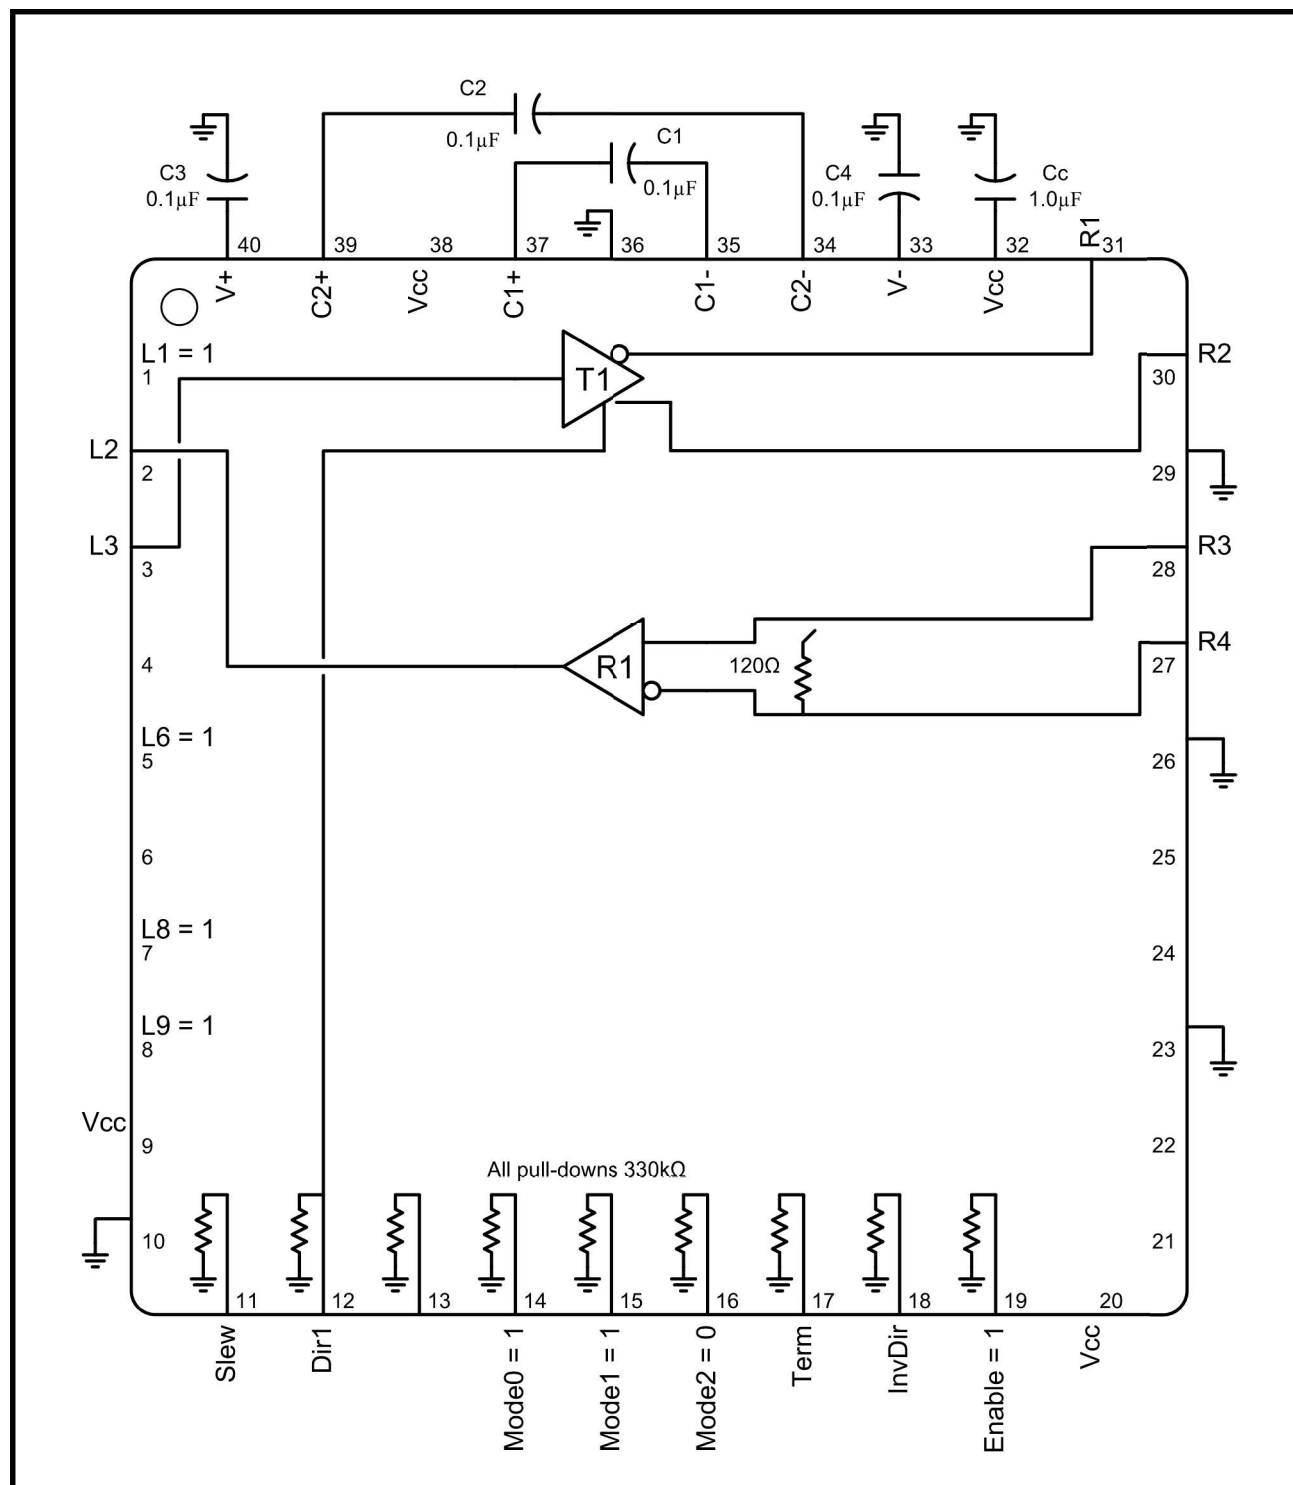 C2
0.1µF
C1
0.1µF
C3
0.1µF
C4
0.1µF
Cc
1.0µF
R1
40
39
38
37
36
35
34
33
32
31
V+
C2+
Vcc
C1+
C1-
C2-
V-
Vcc
L1 = 1
1
T1
R2
30
L2
2
29
L3
3
R3
28
4
R1
120Ω
R4
27
L6 = 1
5
26
6
25
L8 = 1
7
24
L9 = 1
8
23
Vcc
9
22
All pull-downs 330kΩ
10
21
11
12
13
14
15
16
17
18
19
20
Slew
Dir1
Mode0 = 1
Mode1 = 1
Mode2 = 0
Term
InvDir
Enable = 1
Vcc